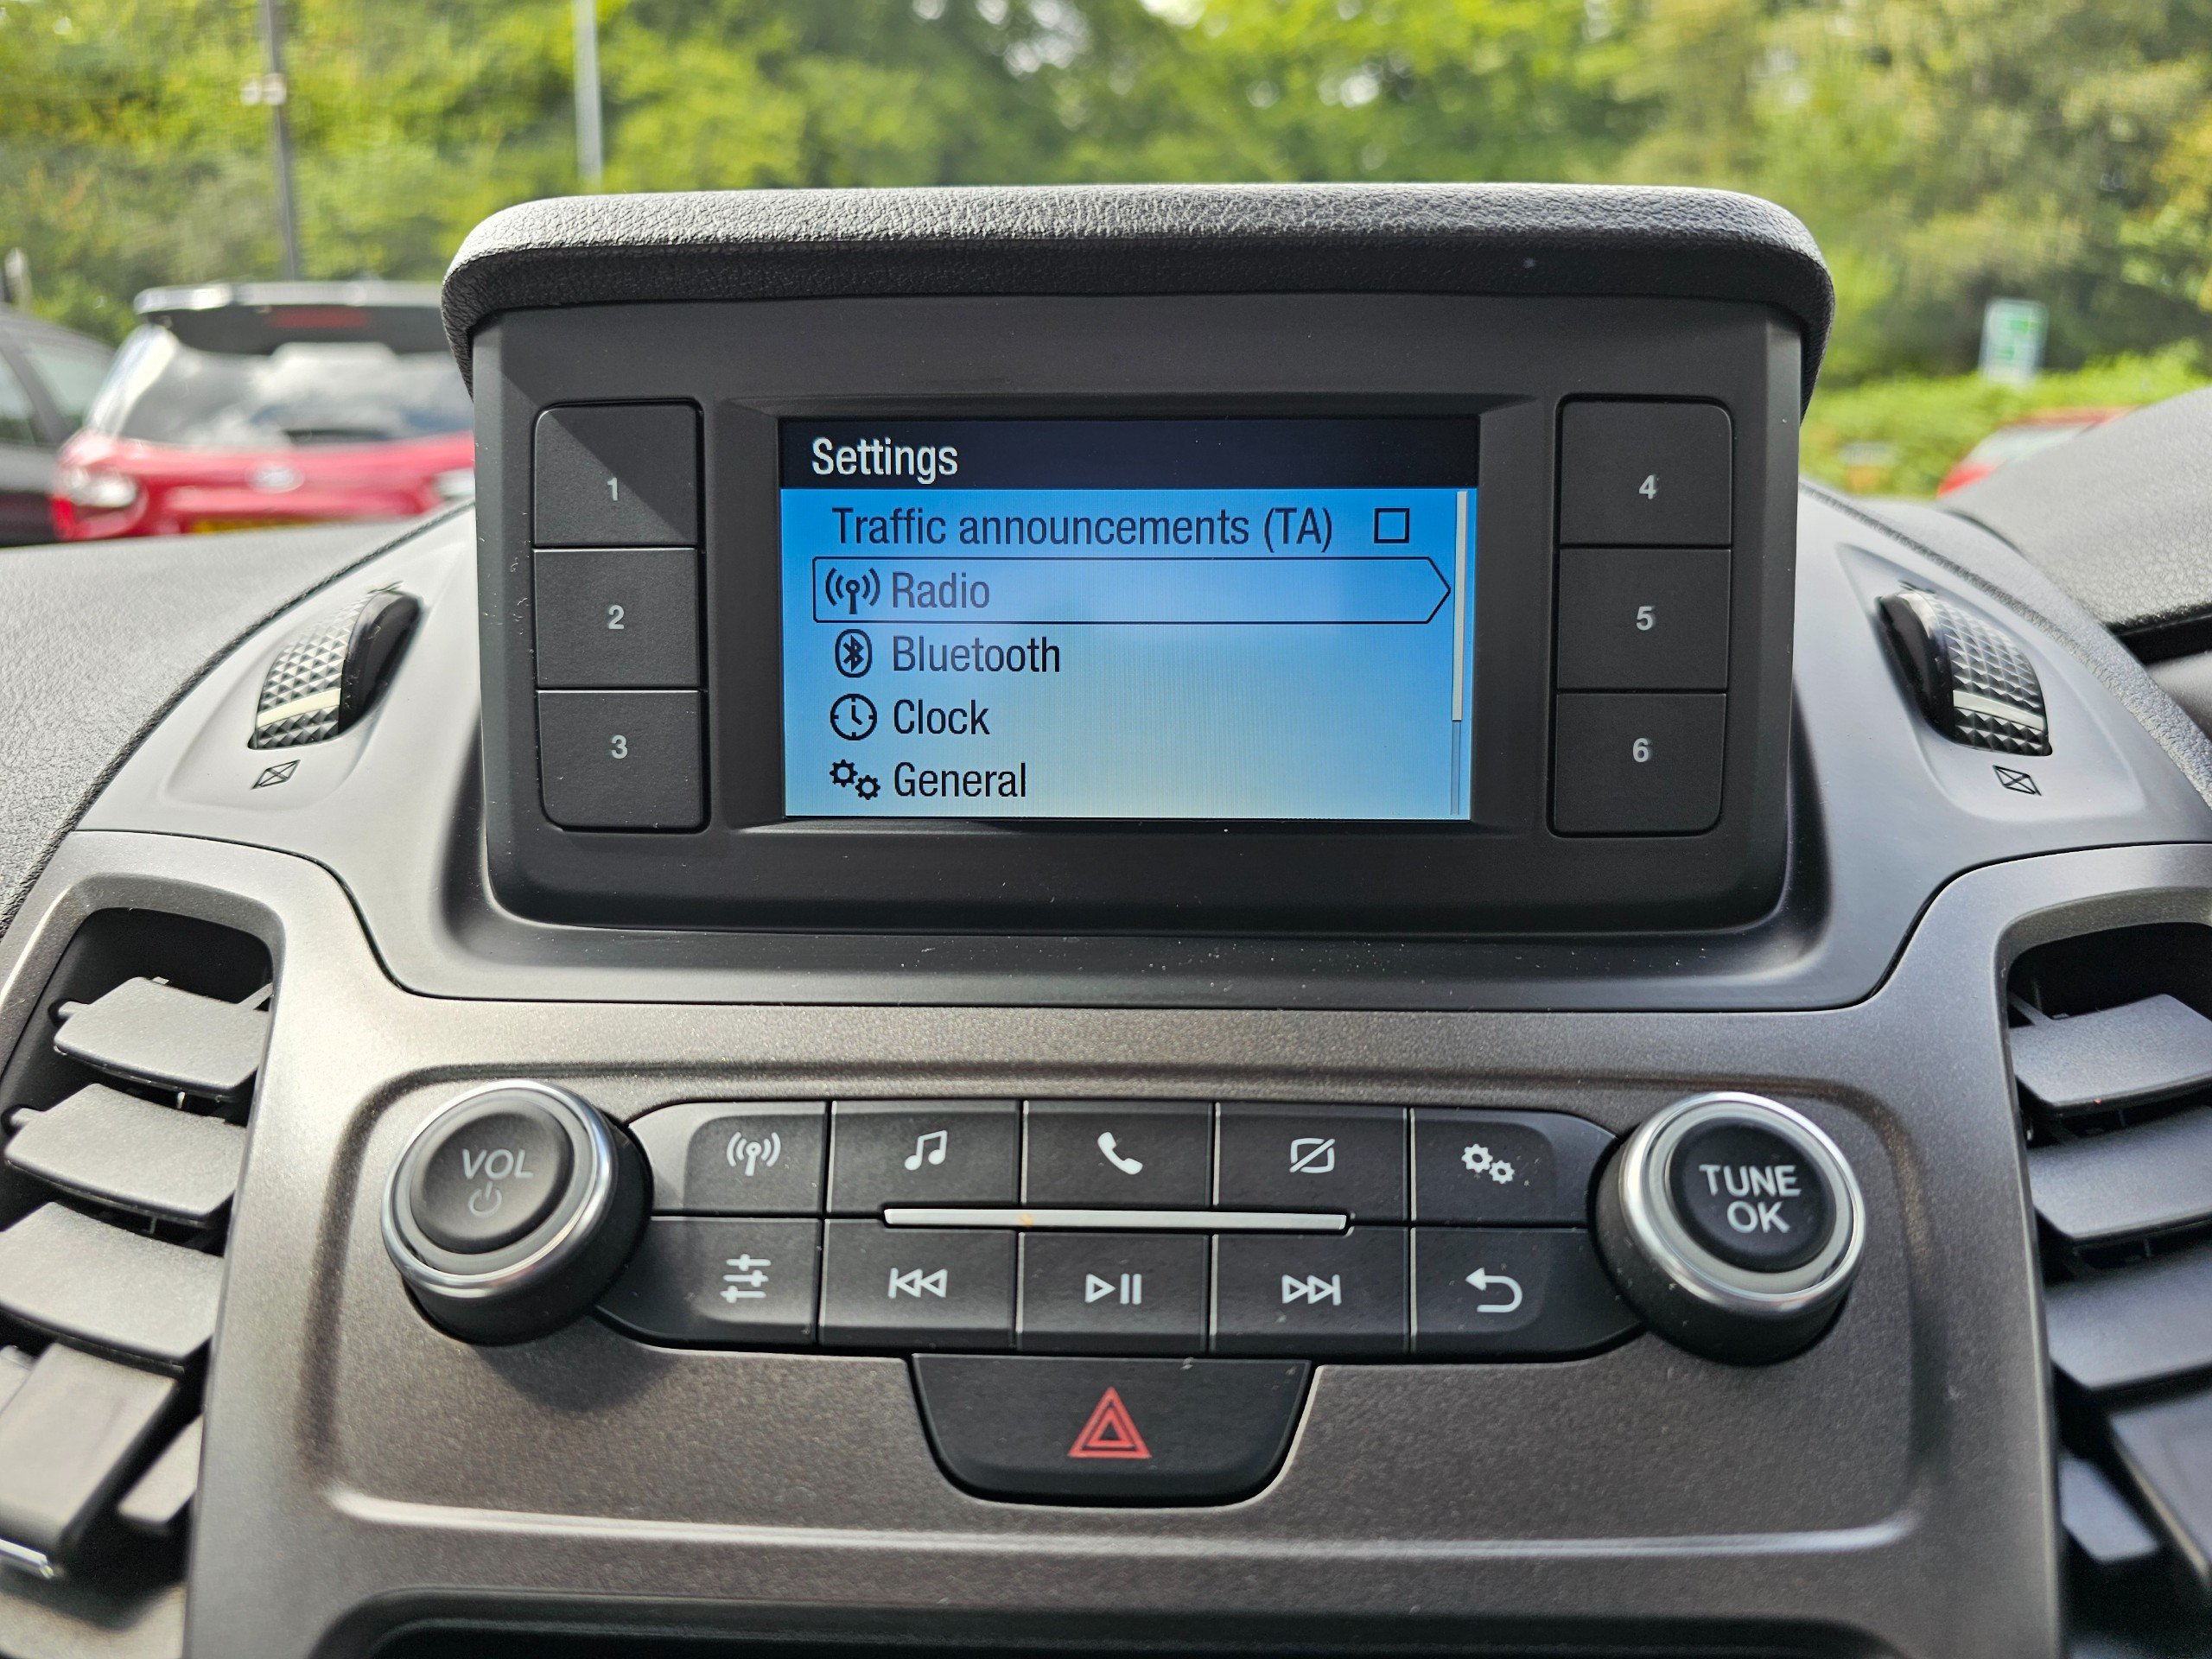 Settings
Traffic announcements (TA)
Radio
Bluetooth
Clock
General
1
2
3
4
5
6
VOL
TUNE
OK